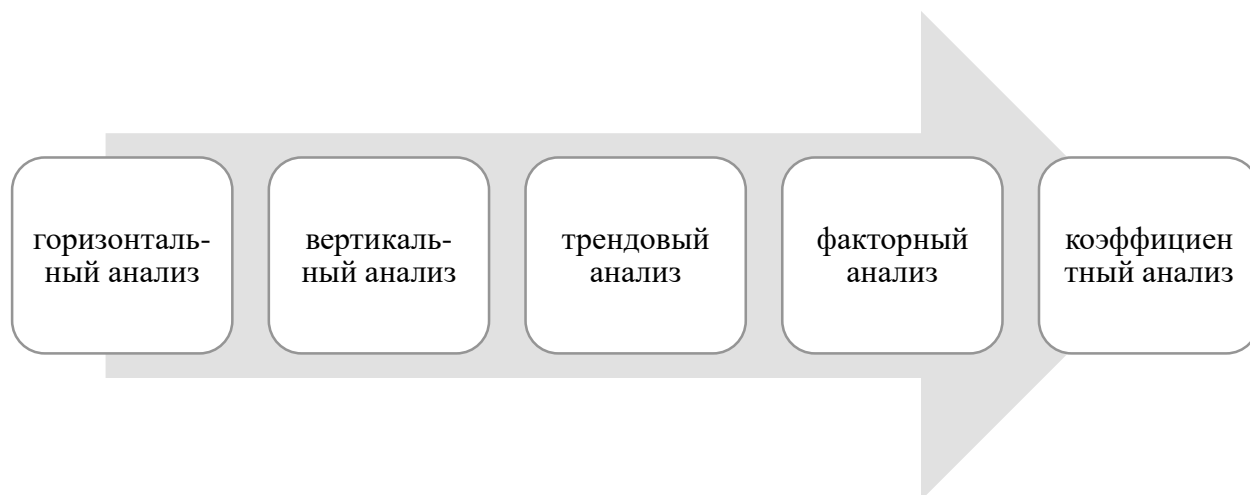 горизонталь-
ный анализ
вертикаль-
ный анализ
трендовый
анализ
факторный
анализ
коэффициен
тный анализ